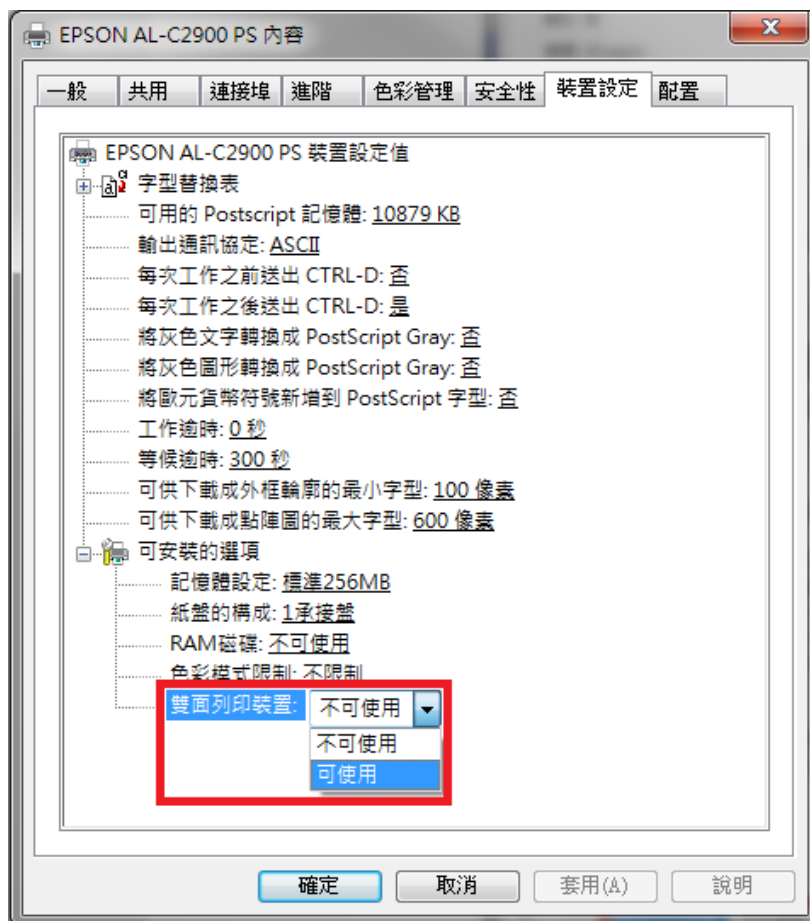 EPSON AL-C2900 PS 內容
一般 共用 連接埠 進階 色彩管理 安全性 裝置設定 配置
EPSON AL-C2900 PS 裝置設定值
字型替換表
可用的 Postscript 記憶體: 10879 KB
輸出通訊協定: ASCII
每次工作之前送出 CTRL-D: 否
每次工作之後送出 CTRL-D: 是
將灰色文字轉換成 PostScript Gray: 否
將灰色圖形轉換成 PostScript Gray: 否
將歐元貨幣符號新增到 PostScript 字型: 否
工作逾時: 0 秒
等候逾時: 300 秒
可供下載成外框輪廓的最小字型: 100 像素
可供下載成點陣圖的最大字型: 600 像素
可安裝的選項
記憶體設定: 標準256MB
紙盤的構成: 1承接盤
RAM磁碟: 不可使用
色彩模式限制: 不限制
雙面列印裝置: 不可使用
不可使用
可使用
確定 取消 套用(A) 說明